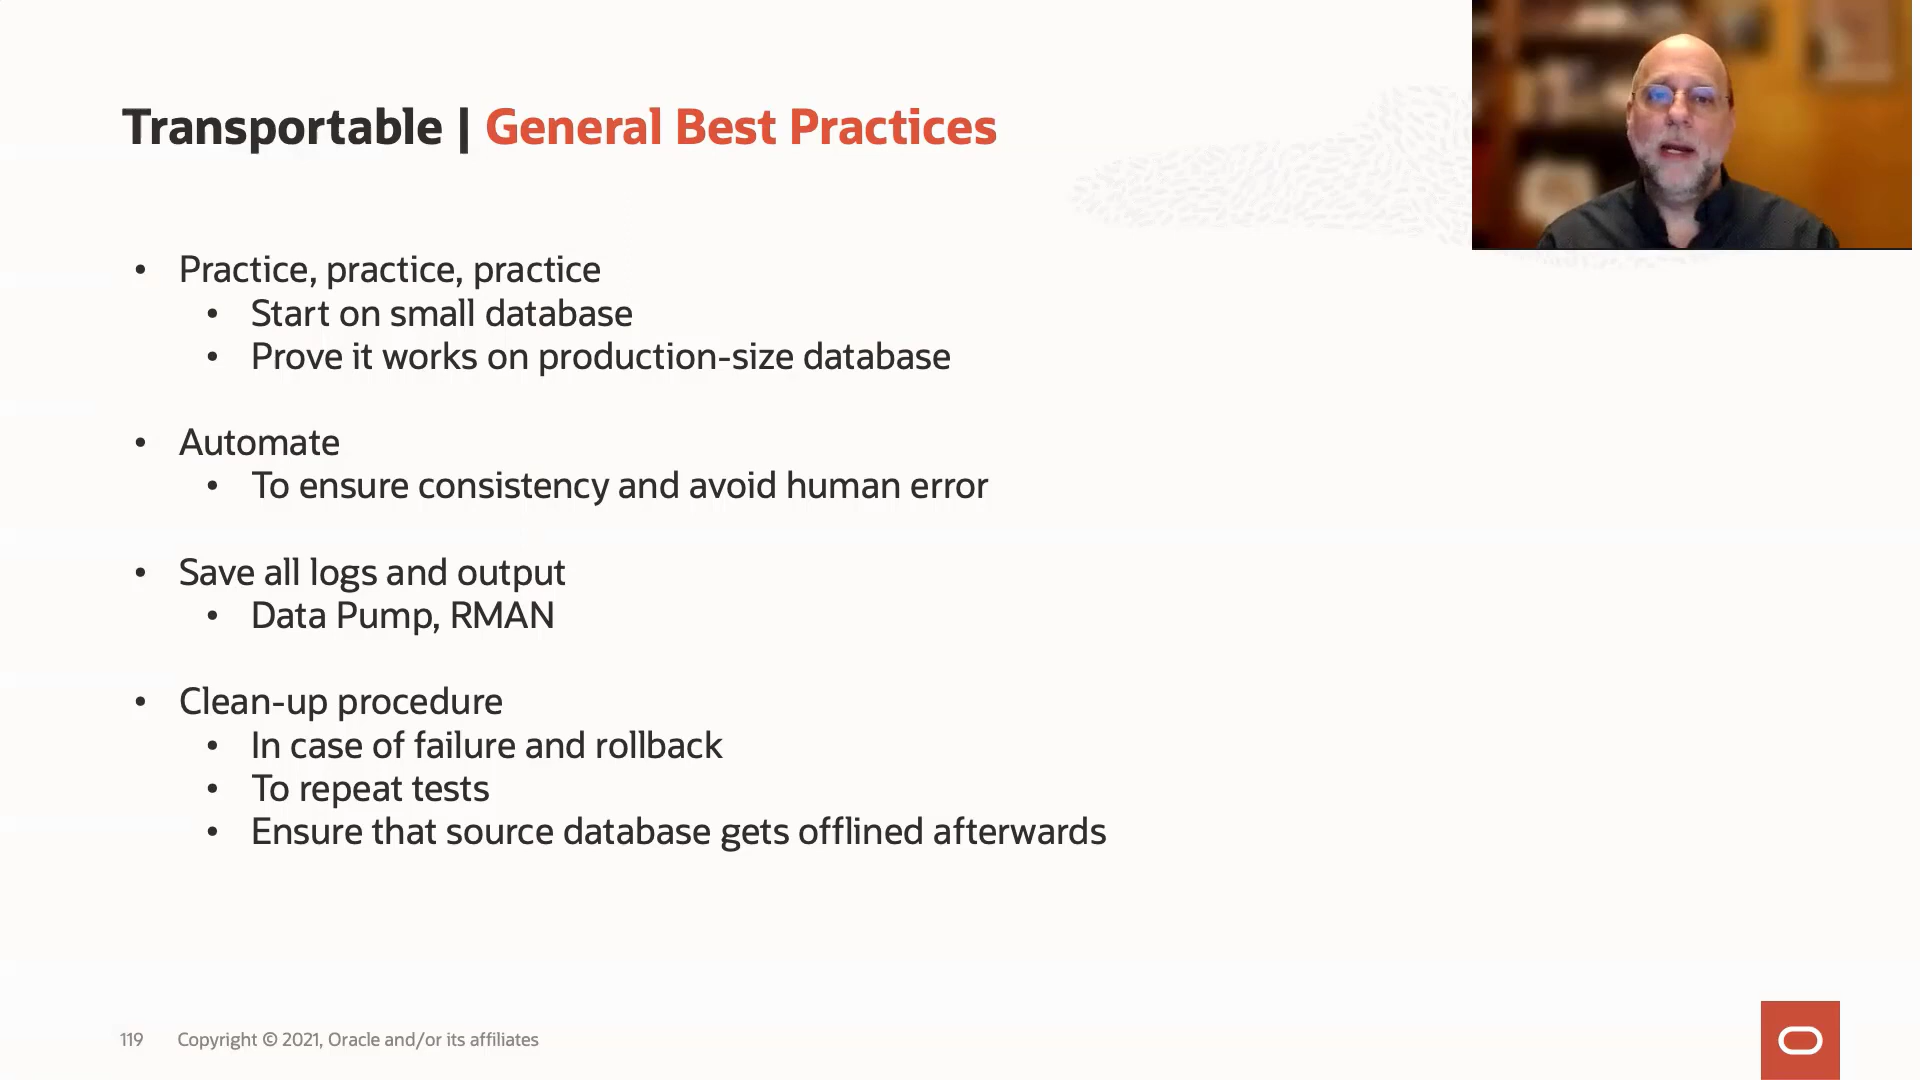 Transportable | General Best Practices
• Practice, practice, practice
• Start on small database
• Prove it works on production-size database
• Automate
• To ensure consistency and avoid human error
• Save all logs and output
• Data Pump, RMAN
• Clean-up procedure
• In case of failure and rollback
• To repeat tests
• Ensure that source database gets offlined afterwards
119 Copyright © 2021, Oracle and/or its affiliates